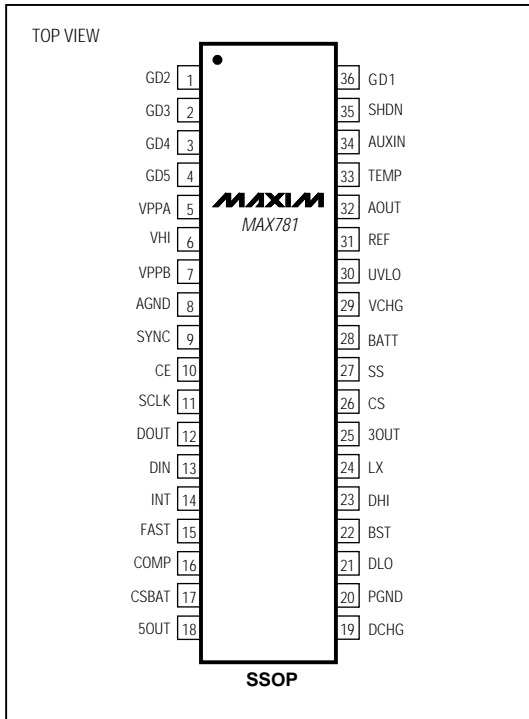 TOP VIEW
GD2 1
GD3 2
GD4 3
GD5 4
VPPA 5
VHI 6
VPPB 7
AGND 8
SYNC 9
CE 10
SCLK 11
DOUT 12
DIN 13
INT 14
FAST 15
COMP 16
CSBAT 17
5OUT 18
MAXIM
MAX781
36 GD1
35 SHDN
34 AUXIN
33 TEMP
32 AOUT
31 REF
30 UVLO
29 VCHG
28 BATT
27 SS
26 CS
25 3OUT
24 LX
23 DHI
22 BST
21 DLO
20 PGND
19 DCHG
SSOP